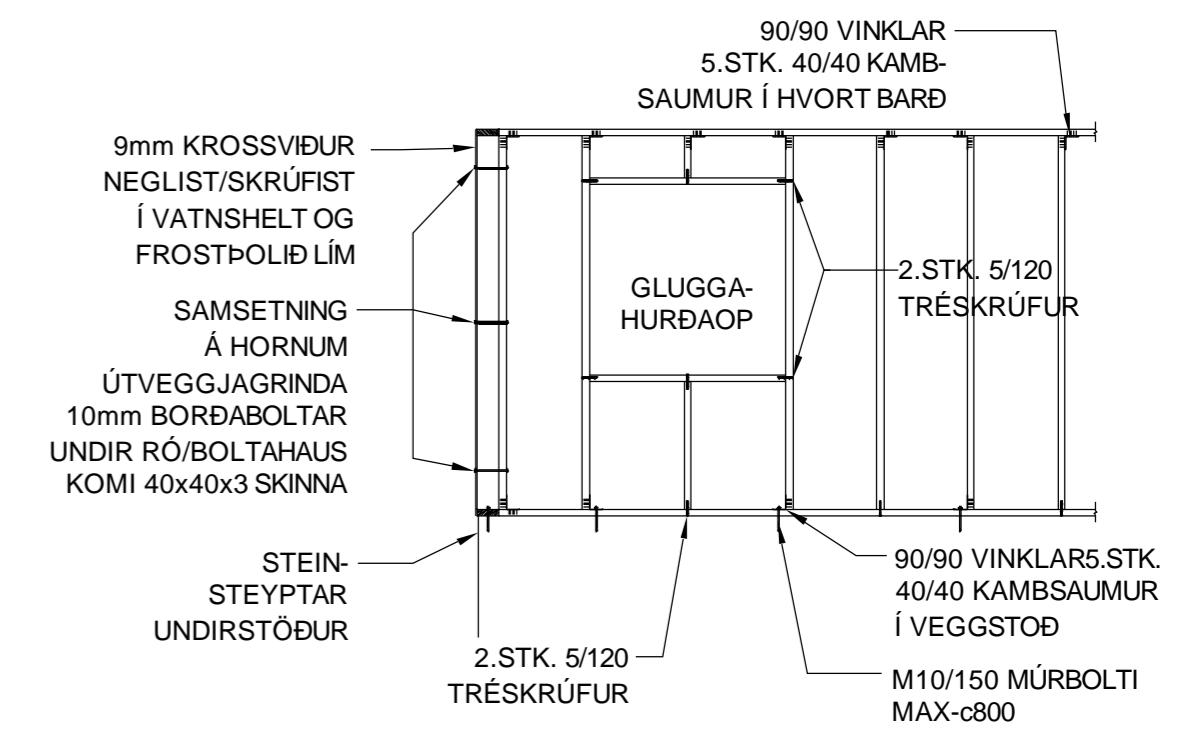 90/90 VINKLAR
5.STK. 40/40 KAMB-
SAUMUR Í HVORT BARÐ
9mm KROSSVIÐUR
NEGLIST/SKRÚFIST
Í VATNSHELT OG
FROSTÞOLIÐ LÍM
SAMSETNING
Á HORNUM
ÚTVEGGJAGRINDA
10mm BORÐABOLTAR
UNDIR RÓ/BOLTAHAUS
KOMI 40x40x3 SKINNA
GLUGGA-
HURÐAOP
2.STK. 5/120
TRÉSKRÚFUR
STEIN-
STEYPTAR
UNDIRSTÖÐUR
2.STK. 5/120
TRÉSKRÚFUR
90/90 VINKLAR5.STK.
40/40 KAMBSAUMUR
Í VEGGSTOÐ
M10/150 MÚRBOLTI
MAX-c800